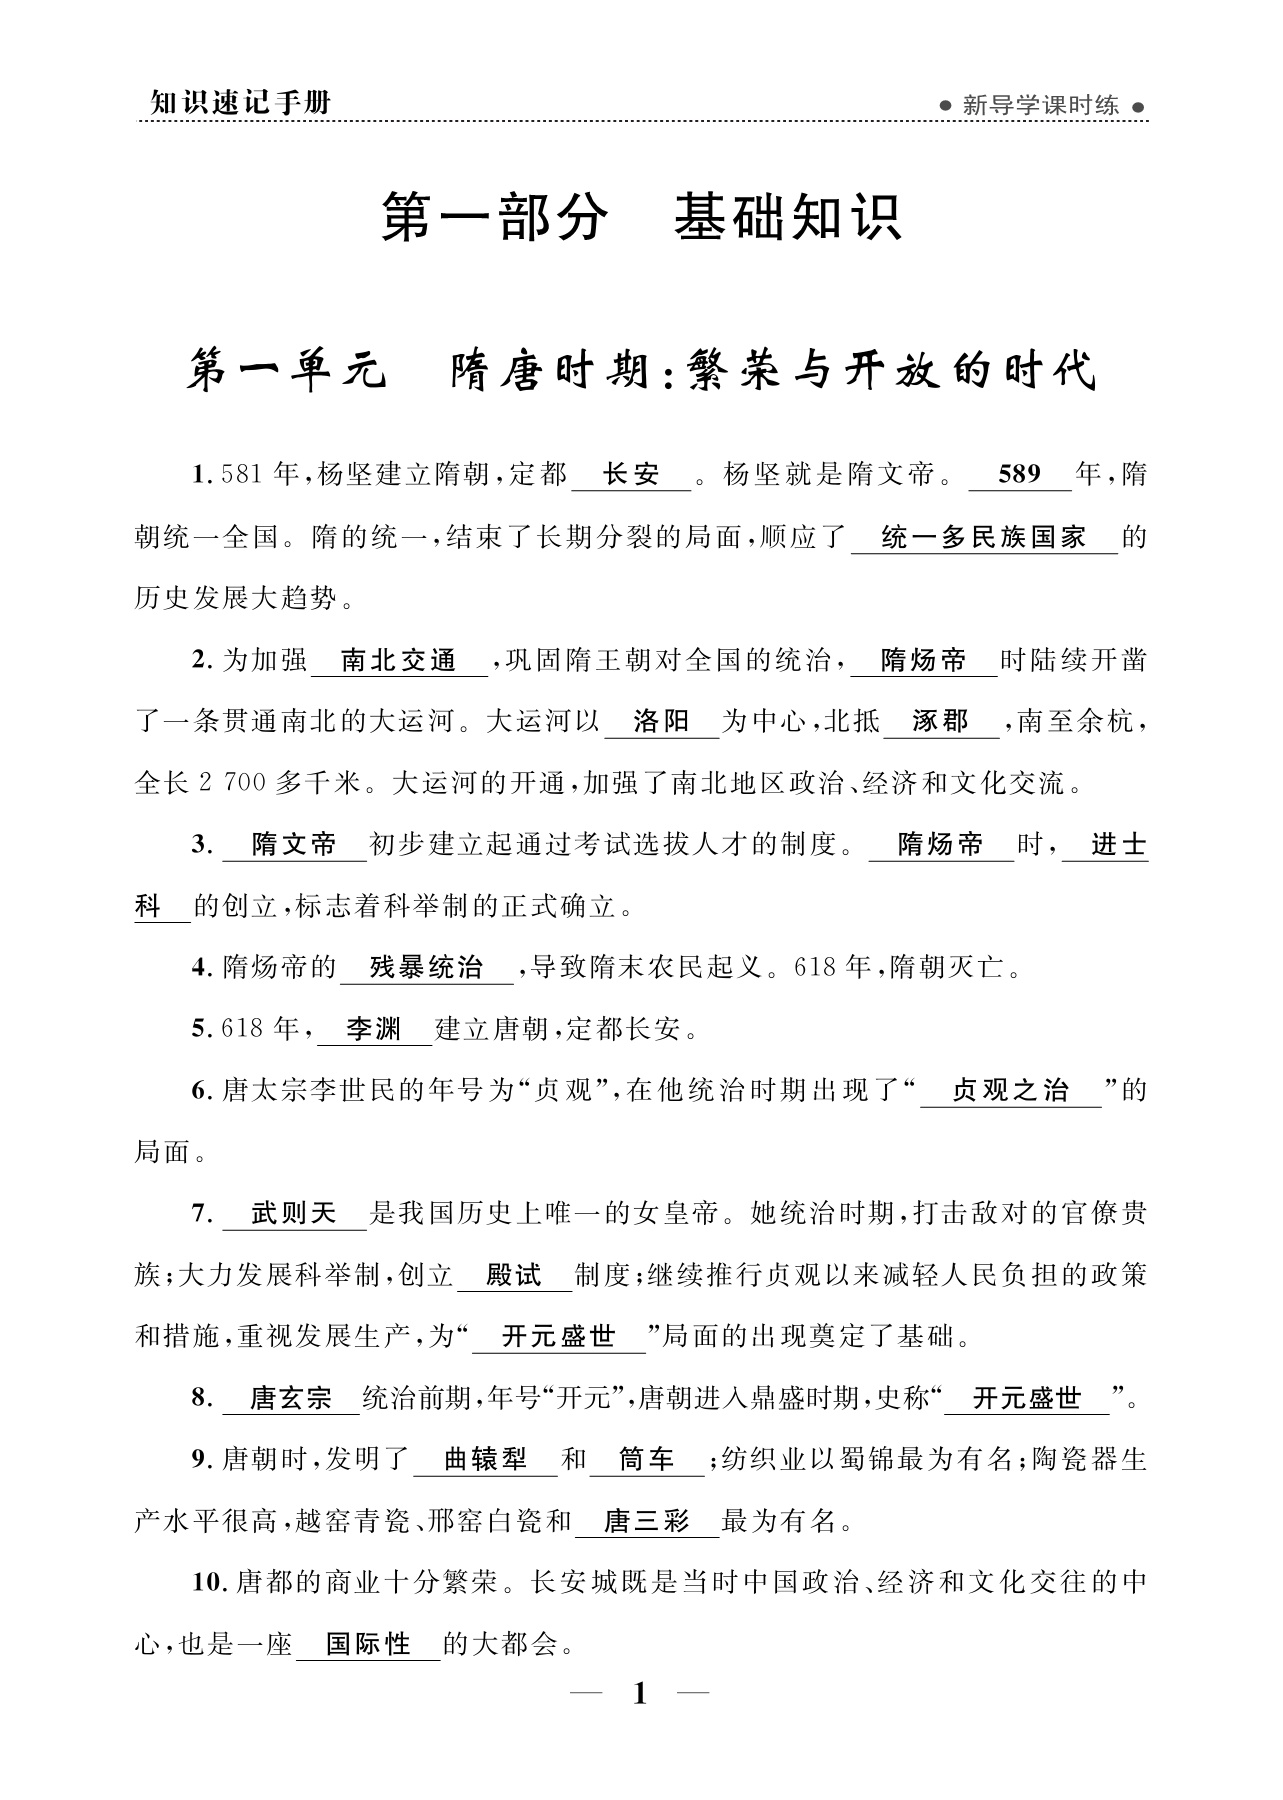 知识速记手册
● 新导学课时练 ●
第一部分　基础知识
第一单元　隋唐时期:繁荣与开放的时代
1. 581 年,杨坚建立隋朝,定都 长安 。杨坚就是隋文帝。 589 年,隋
朝统一全国。隋的统一,结束了长期分裂的局面,顺应了 统一多民族国家 的
历史发展大趋势。
2. 为加强 南北交通 ,巩固隋王朝对全国的统治, 隋炀帝 时陆续开凿
了一条贯通南北的大运河。大运河以 洛阳 为中心,北抵 涿郡 ,南至余杭,
全长 2 700 多千米。大运河的开通,加强了南北地区政治、经济和文化交流。
3. 隋文帝 初步建立起通过考试选拔人才的制度。 隋炀帝 时, 进士
科 的创立,标志着科举制的正式确立。
4. 隋炀帝的 残暴统治 ,导致隋末农民起义。618 年,隋朝灭亡。
5. 618 年, 李渊 建立唐朝,定都长安。
6. 唐太宗李世民的年号为“贞观”,在他统治时期出现了“ 贞观之治 ”的
局面。
7. 武则天 是我国历史上唯一的女皇帝。她统治时期,打击敌对的官僚贵
族;大力发展科举制,创立 殿试 制度;继续推行贞观以来减轻人民负担的政策
和措施,重视发展生产,为“ 开元盛世 ”局面的出现奠定了基础。
8. 唐玄宗 统治前期,年号“开元”,唐朝进入鼎盛时期,史称“ 开元盛世 ”。
9. 唐朝时,发明了 曲辕犁 和 筒车 ;纺织业以蜀锦最为有名;陶瓷器生
产水平很高,越窑青瓷、邢窑白瓷和 唐三彩 最为有名。
10. 唐都的商业十分繁荣。长安城既是当时中国政治、经济和文化交往的中
心,也是一座 国际性 的大都会。
— 1 —